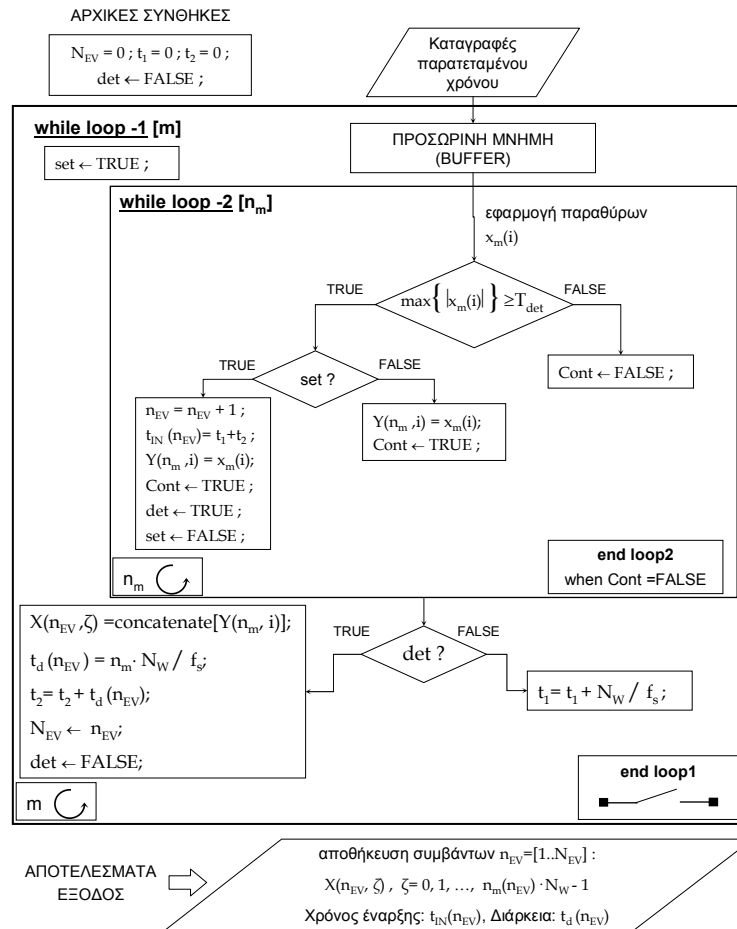 ΑΡΧΙΚΕΣ ΣΥΝΘΗΚΕΣ
N_EV = 0 ; t_1 = 0 ; t_2 = 0 ;
det ← FALSE ;
Καταγραφές
παρατεταμένου
χρόνου
while loop -1 [m]
set ← TRUE ;
ΠΡΟΣΩΡΙΝΗ ΜΝΗΜΗ
(BUFFER)
while loop -2 [n_m]
εφαρμογή παραθύρων
x_m(i)
max{ |x_m(i)| } ≥T_det
TRUE
FALSE
Cont ← FALSE ;
set ?
TRUE
FALSE
n_EV = n_EV + 1 ;
t_IN (n_EV)= t_1+t_2 ;
Y(n_m ,i) = x_m(i);
Cont ← TRUE ;
det ← TRUE ;
set ← FALSE ;
Y(n_m ,i) = x_m(i);
Cont ← TRUE ;
n_m
end loop2
when Cont =FALSE
det ?
TRUE
FALSE
X(n_EV ,ζ) =concatenate[Y(n_m, i)];
t_d (n_EV) = n_m· N_W / f_s;
t_2= t_2 + t_d (n_EV);
N_EV ← n_EV;
det ← FALSE;
t_1= t_1 + N_W / f_s ;
m
end loop1
ΑΠΟΤΕΛΕΣΜΑΤΑ
ΕΞΟΔΟΣ
αποθήκευση συμβάντων n_EV=[1..N_EV] :
X(n_EV, ζ) , ζ= 0, 1, …, n_m(n_EV) ·N_W - 1
Χρόνος έναρξης: t_IN(n_EV), Διάρκεια: t_d (n_EV)